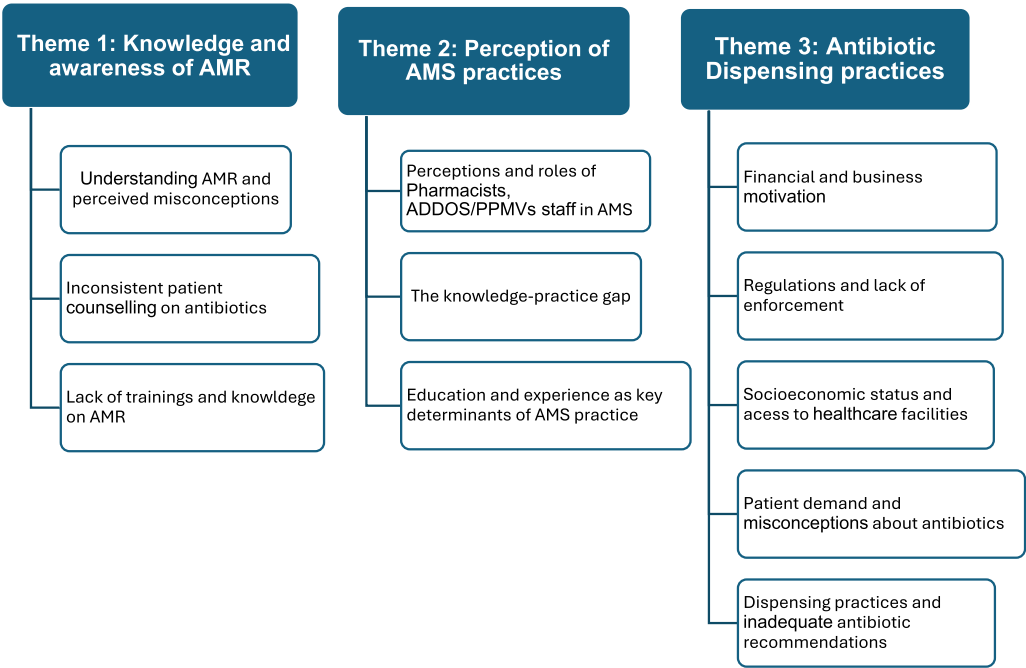 Theme 1: Knowledge and
awareness of AMR
Understanding AMR and
perceived misconceptions
Inconsistent patient
counselling on antibiotics
Lack of trainings and knowldege
on AMR
Theme 2: Perception of
AMS practices
Perceptions and roles of
Pharmacists,
ADDOS/PPMVs staff in AMS
The knowledge-practice gap
Education and experience as key
determinants of AMS practice
Theme 3: Antibiotic
Dispensing practices
Financial and business
motivation
Regulations and lack of
enforcement
Socioeconomic status and
acess to healthcare facilities
Patient demand and
misconceptions about antibiotics
Dispensing practices and
inadequate antibiotic
recommendations